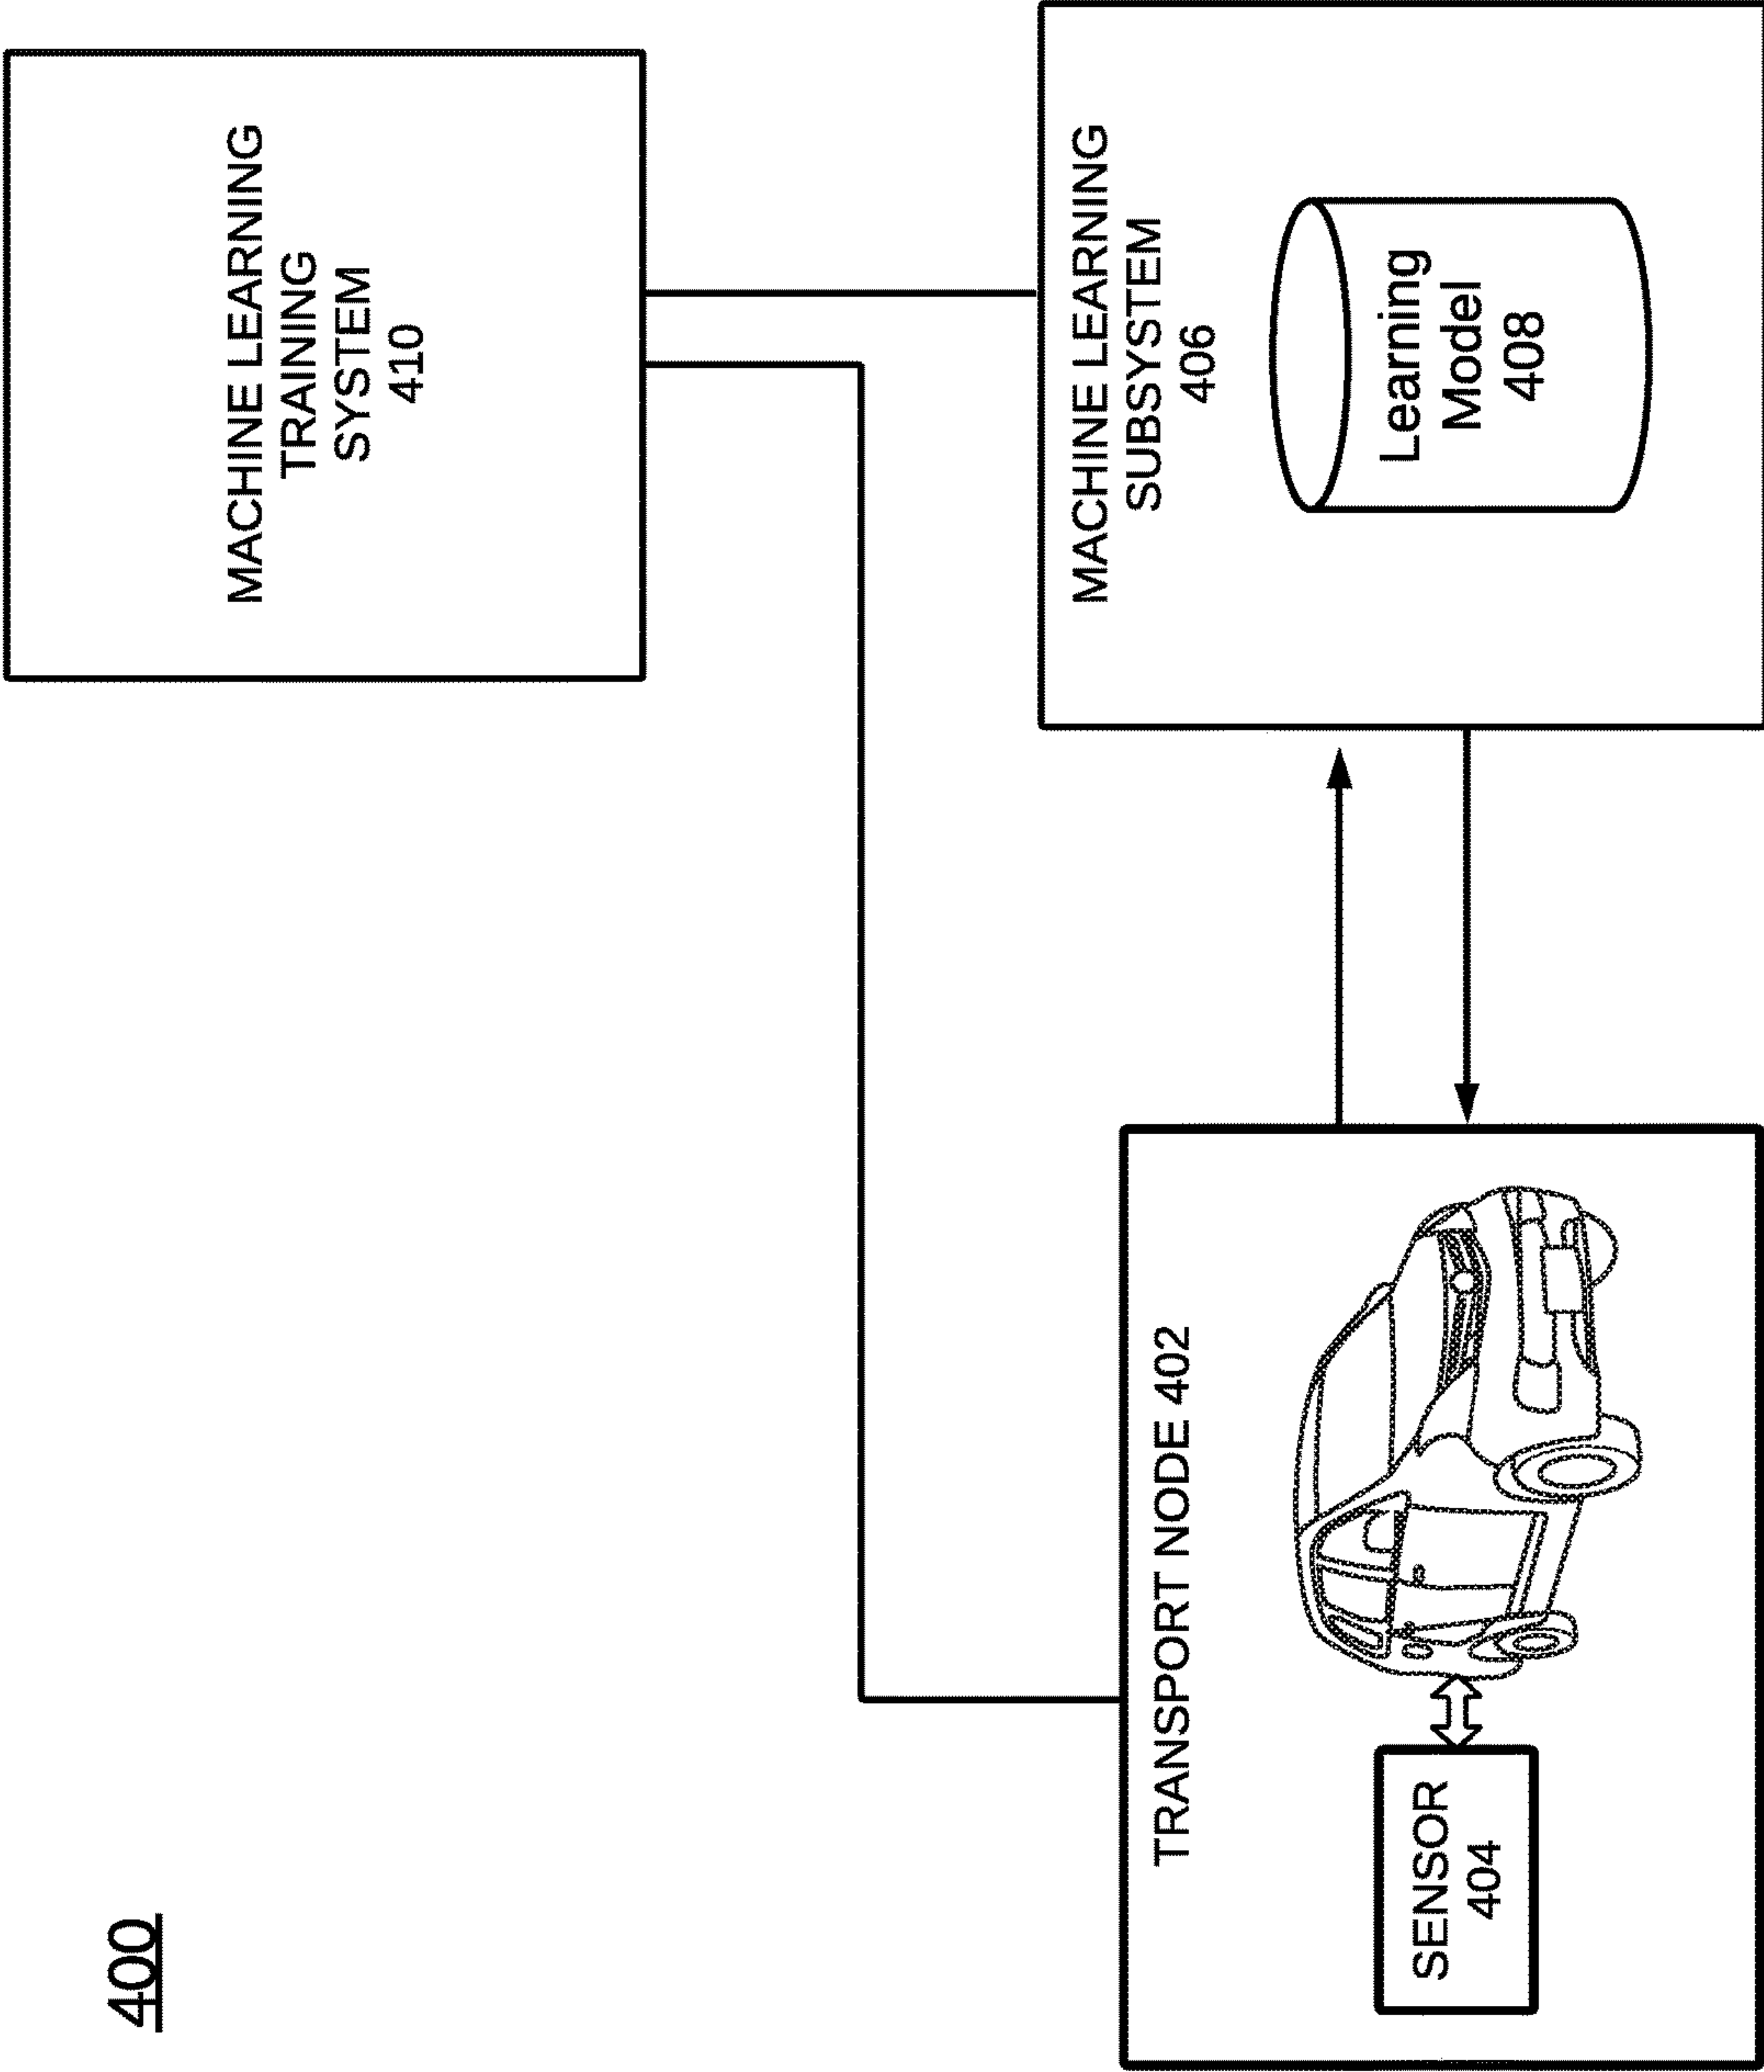 400
MACHINE LEARNING
TRAINING
SYSTEM
410
TRANSPORT NODE 402
SENSOR
404
MACHINE LEARNING
SUBSYSTEM
406
Learning
Model
408